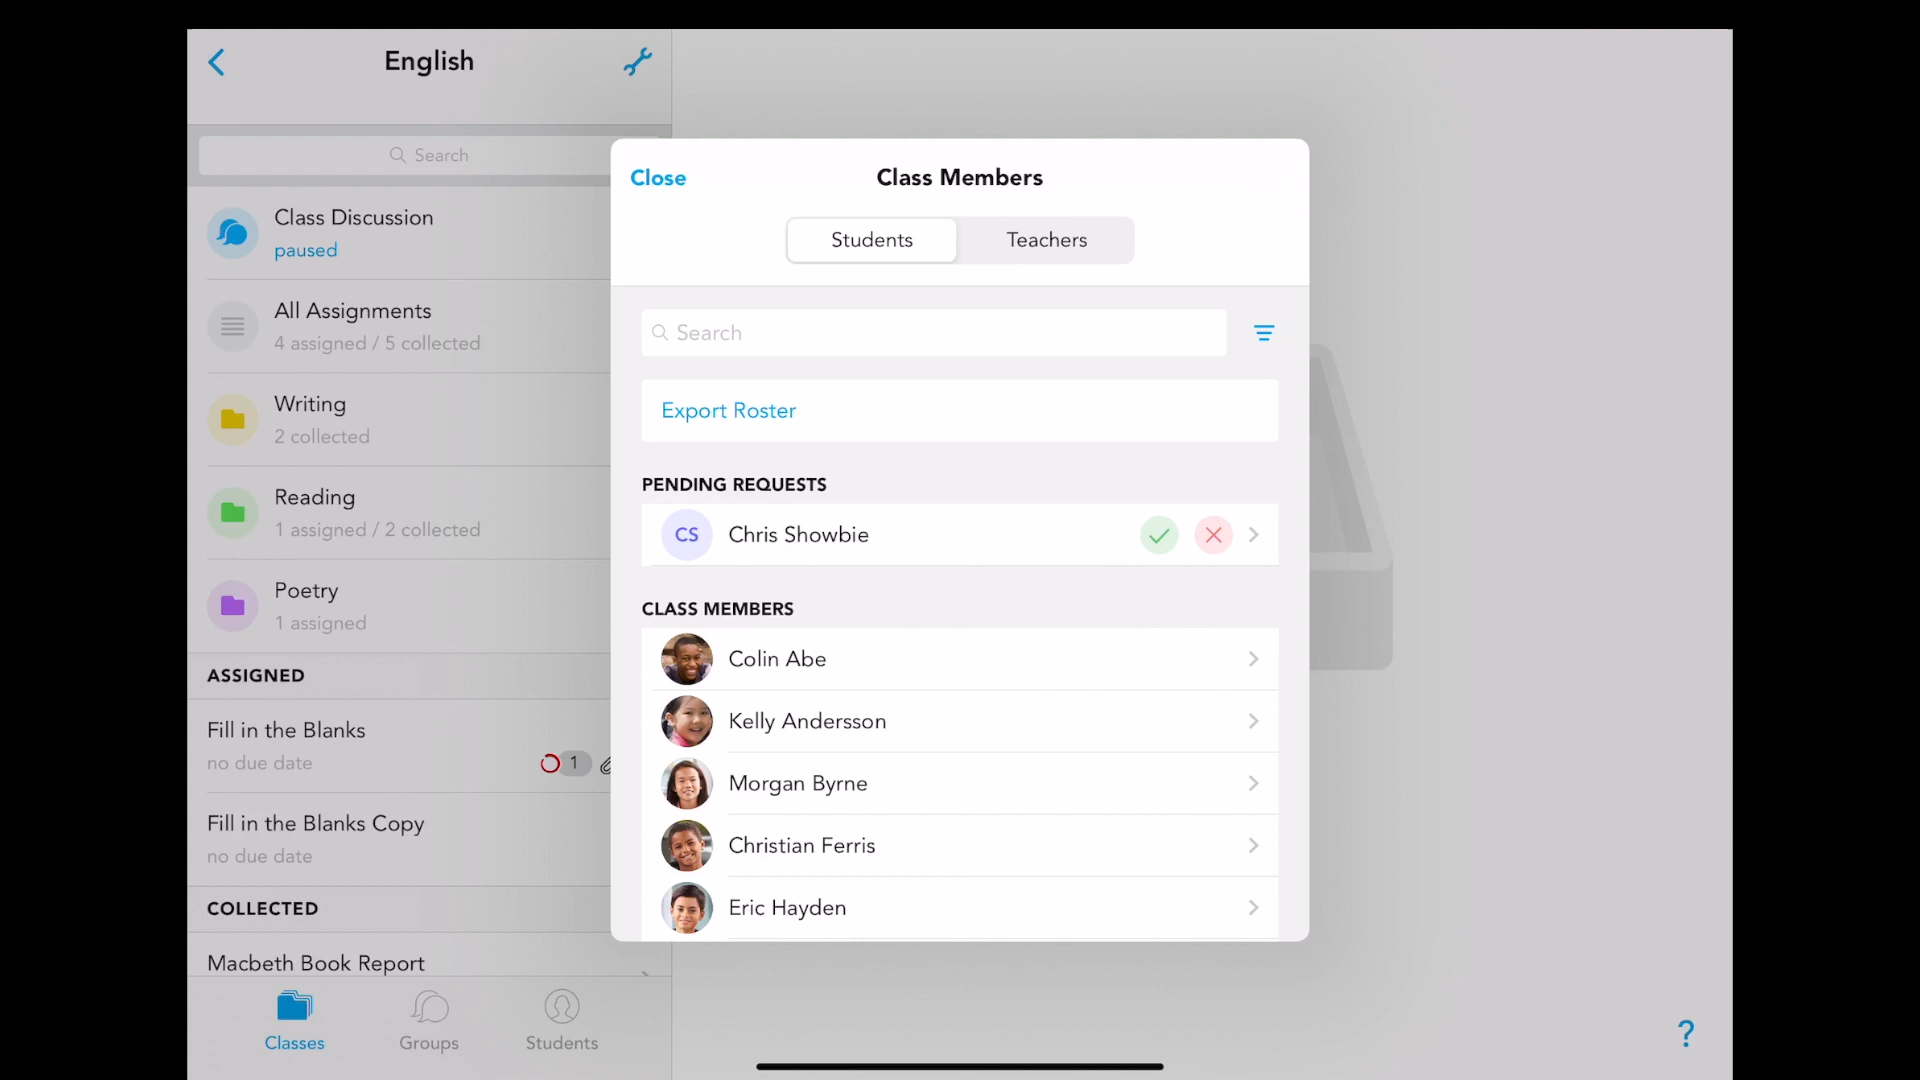 English
Search
Class Discussion
paused
All Assignments
4 assigned / 5 collected
Writing
2 collected
Reading
1 assigned / 2 collected
Poetry
1 assigned
ASSIGNED
Fill in the Blanks
no due date
1
Fill in the Blanks Copy
no due date
COLLECTED
Macbeth Book Report
Classes
Groups
Students
Close
Class Members
Students
Teachers
Search
Export Roster
PENDING REQUESTS
CS
Chris Showbie
CLASS MEMBERS
Colin Abe
Kelly Andersson
Morgan Byrne
Christian Ferris
Eric Hayden
?